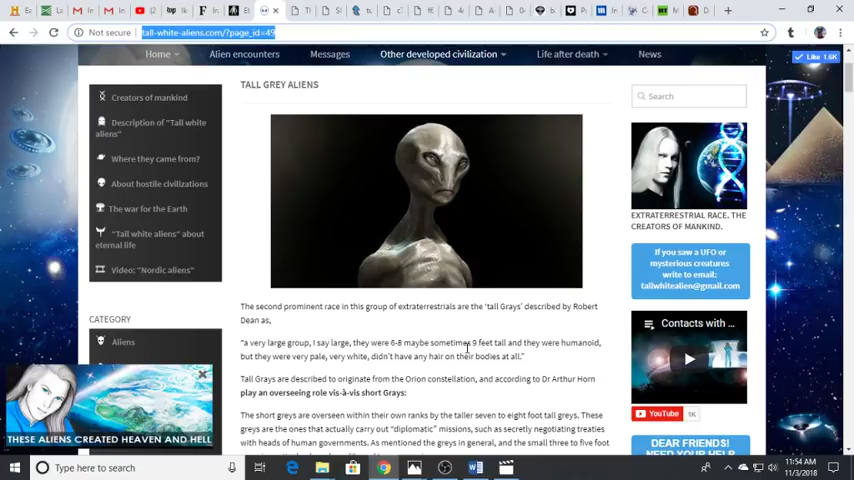 Not secure
tall-white-aliens.com/?page_id=49
Home
Alien encounters
Messages
Other developed civilization
Life after death
News
Like 1.6K
Creators of mankind
Description of "Tall white
aliens"
Where they came from?
About hostile civilizations
The war for the Earth
"Tall white aliens" about
eternal life
Video: "Nordic aliens"
CATEGORY
Aliens
THESE ALIENS CREATED HEAVEN AND HELL
TALL GREY ALIENS
The second prominent race in this group of extraterrestrials are the 'tall Grays' described by Robert
Dean as,
"a very large group, I say large, they were 6-8 maybe sometimes 9 feet tall and they were humanoid,
but they were very pale, very white, didn't have any hair on their bodies at all."
Tall Grays are described to originate from the Orion constellation, and according to Dr Arthur Horn
play an overseeing role vis-à-vis short Grays:
The short greys are overseen within their own ranks by the taller seven to eight foot tall greys. These
greys are the ones that actually carry out "diplomatic" missions, such as secretly negotiating treaties
with heads of human governments. As mentioned the greys in general, and the small three to five foot
Search
EXTRATERRESTRIAL RACE. THE
CREATORS OF MANKIND.
If you saw a UFO or
mysterious creatures
write to email:
tallwhitealien@gmail.com
Contacts with ...
YouTube 1K
DEAR FRIENDS!
NEED YOUR HELP
Type here to search
11:54 AM
11/3/2018